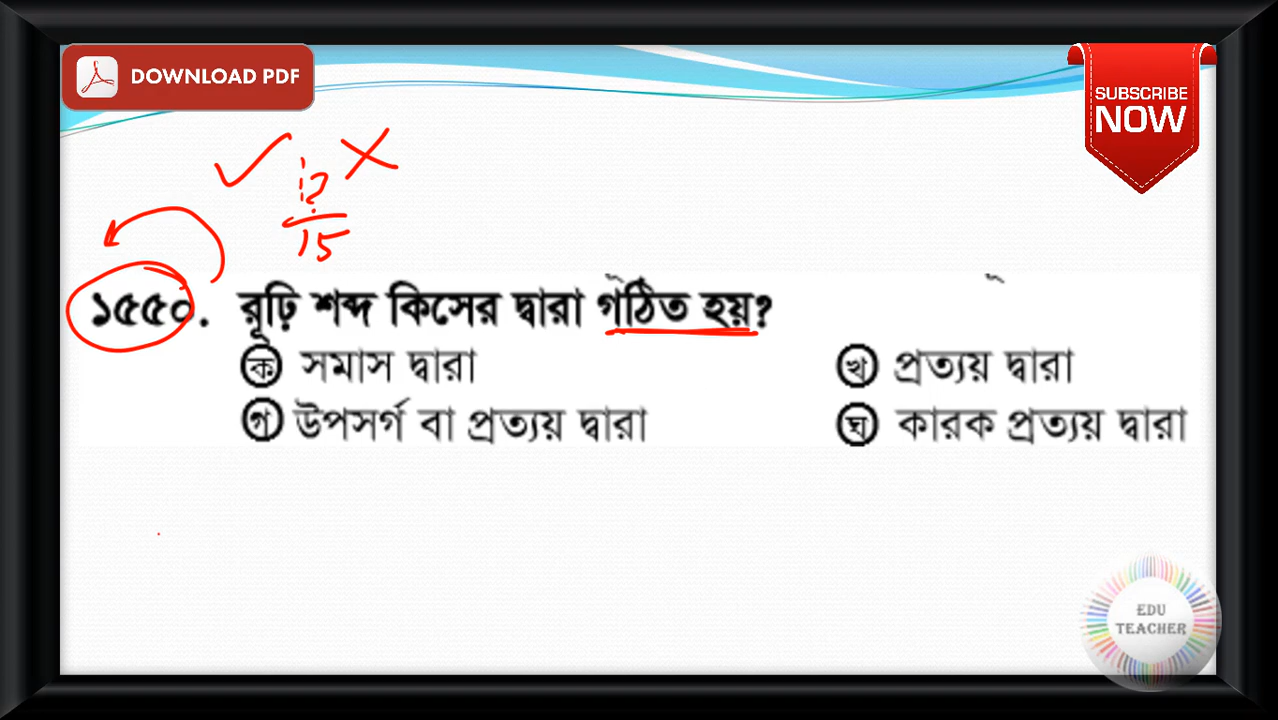 DOWNLOAD PDF
SUBSCRIBE
NOW
?
15
১৫৫০. রূঢ়ি শব্দ কিসের দ্বারা গঠিত হয়?
ক সমাস দ্বারা খ প্রত্যয় দ্বারা
গ উপসর্গ বা প্রত্যয় দ্বারা ঘ কারক প্রত্যয় দ্বারা
EDU
TEACHER